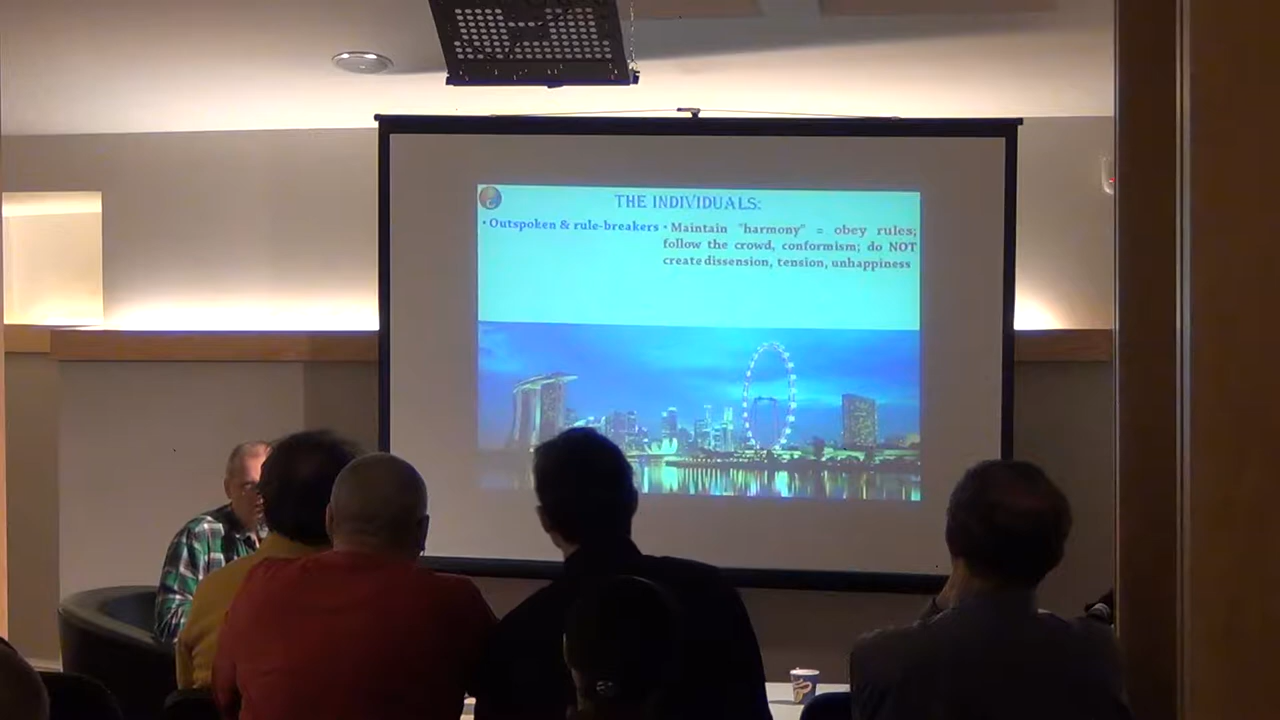 THE INDIVIDUALS:
• Outspoken & rule-breakers
• Maintain "harmony" = obey rules;
follow the crowd, conformism; do NOT
create dissension, tension, unhappiness